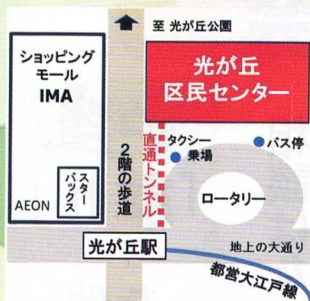 至 光が丘公園
ショッピング
モール
IMA
光が丘
区民センター
2階の歩道
直通トンネル
タクシー
乗場
バス停
スター
バックス
AEON
ロータリー
光が丘駅
地上の大通り
都営大江戸線